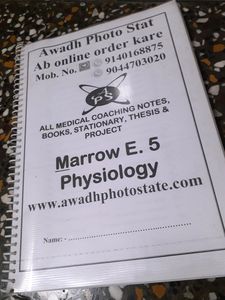 Awadh Photo Stat
Ab online order kare
Mob. No. 9140168875
9044703020
PS
ALL MEDICAL COACHING NOTES,
BOOKS, STATIONARY, THESIS &
PROJECT
Marrow E. 5
Physiology
www.awadhphotostate.com
Name: - ........................................